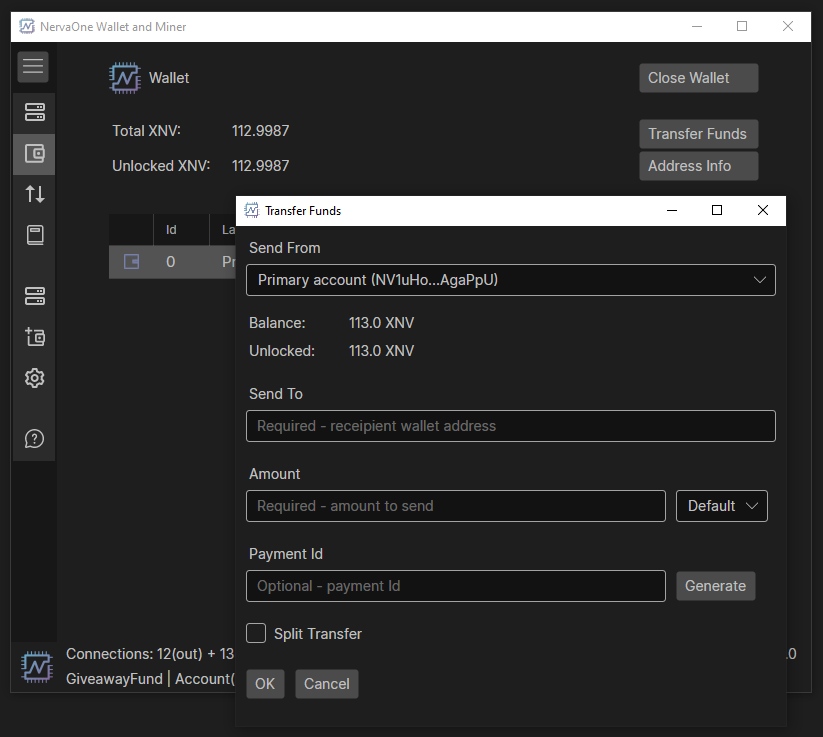 NervaOne Wallet and Miner
Wallet
Close Wallet
Total XNV: 112.9987
Transfer Funds
Unlocked XNV: 112.9987
Address Info
Id
0
Transfer Funds
Send From
Primary account (NV1uHo...AgaPpU)
Balance: 113.0 XNV
Unlocked: 113.0 XNV
Send To
Required - receipient wallet address
Amount
Required - amount to send
Default
Payment Id
Optional - payment Id
Generate
Split Transfer
OK
Cancel
Connections: 12(out) + 13
.0
GiveawayFund | Account(